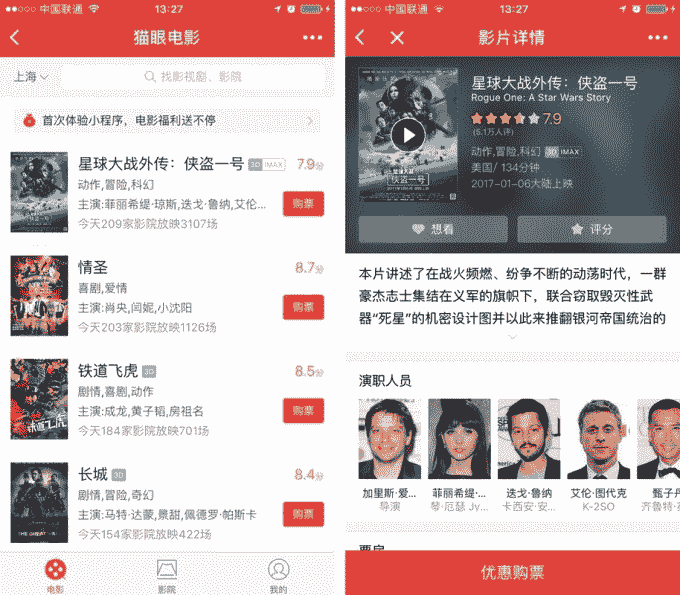 中国联通
13:27
猫眼电影
上海
找影视剧、影院
首次体验小程序，电影福利送不停
星球大战外传：侠盗一号 3D IMAX 7.9分
动作,冒险,科幻
主演:菲丽希缇·琼斯,迭戈·鲁纳,艾伦...
购票
今天209家影院放映3107场
情圣 8.7分
喜剧,爱情
主演:肖央,闫妮,小沈阳
购票
今天203家影院放映1126场
铁道飞虎 3D 8.5分
剧情,喜剧,动作
主演:成龙,黄子韬,房祖名
购票
今天184家影院放映701场
长城 3D 8.4分
剧情,冒险,奇幻
主演:马特·达蒙,景甜,佩德罗·帕斯卡
购票
今天154家影院放映422场
电影
影院
我的
中国联通
13:27
影片详情
星球大战外传：侠盗一号
Rogue One: A Star Wars Story
7.9
(5.1万人评)
动作,冒险,科幻 3D IMAX
美国/ 134分钟
2017-01-06大陆上映
想看
评分
本片讲述了在战火频燃、纷争不断的动荡时代，一群
豪杰志士集结在义军的旗帜下，联合窃取毁灭性武
器“死星”的机密设计图并以此来推翻银河帝国统治的
演职人员
加里斯·爱...
导演
菲丽希缇·...
琴·厄瑟 Jy...
迭戈·鲁纳
卡西安·安...
艾伦·图代克
K-2SO
甄子丹
齐鲁特·英
票房
优惠购票